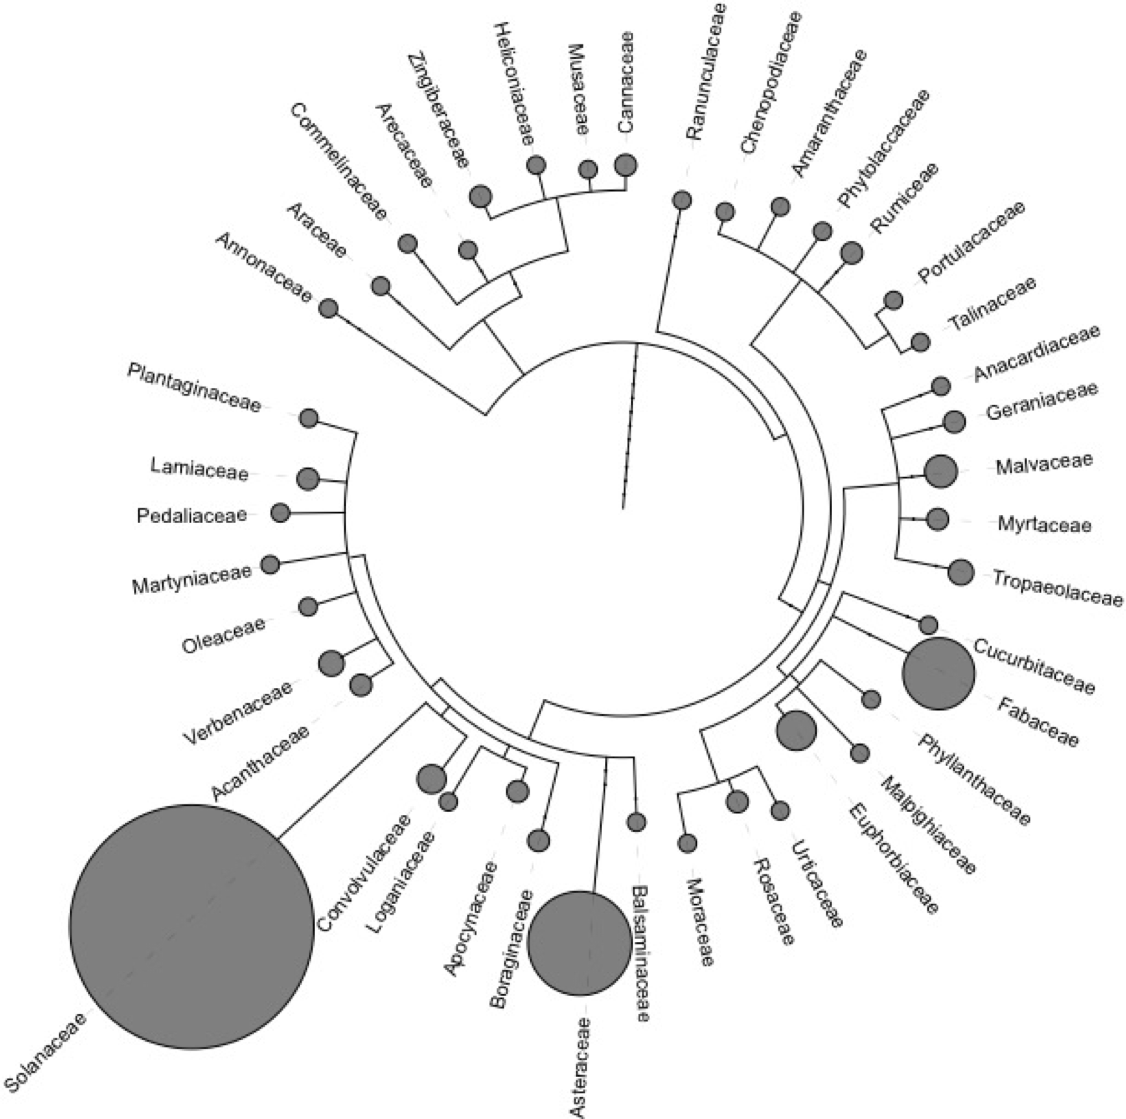 Ranunculaceae
Chenopodiaceae
Amaranthaceae
Phytolaccaceae
Rumiceae
Portulacaceae
Talinaceae
Anacardiaceae
Geraniaceae
Malvaceae
Myrtaceae
Tropaeolaceae
Cucurbitaceae
Fabaceae
Phyllanthaceae
Malpighiaceae
Euphorbiaceae
Urticaceae
Rosaceae
Moraceae
Balsaminaceae
Asteraceae
Boraginaceae
Apocynaceae
Loganiaceae
Convolvulaceae
Solanaceae
Acanthaceae
Verbenaceae
Oleaceae
Martyniaceae
Pedaliaceae
Lamiaceae
Plantaginaceae
Annonaceae
Araceae
Commelinaceae
Arecaceae
Zingiberaceae
Heliconiaceae
Musaceae
Cannaceae